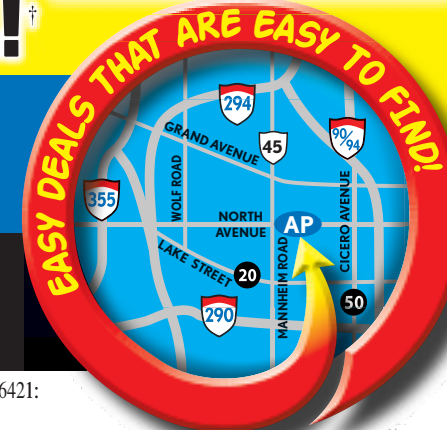 !†
EASY DEALS THAT ARE EASY TO FIND!
294
90/94
GRAND AVENUE
45
355
WOLF ROAD
NORTH
AVENUE
AP
CICERO AVENUE
LAKE STREET
20
MANNHEIM ROAD
290
50
6421: